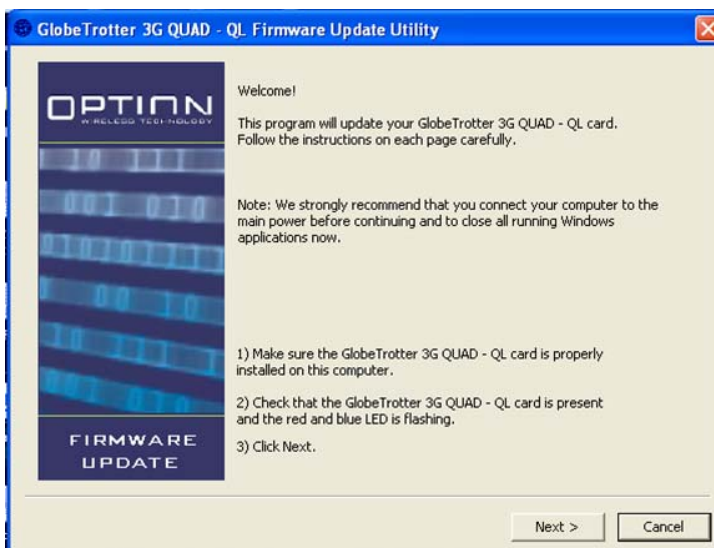 GlobeTrotter 3G QUAD - QL Firmware Update Utility
OPTION
WIRELESS TECHNOLOGY
Welcome!
This program will update your GlobeTrotter 3G QUAD - QL card.
Follow the instructions on each page carefully.
Note: We strongly recommend that you connect your computer to the
main power before continuing and to close all running Windows
applications now.
1) Make sure the GlobeTrotter 3G QUAD - QL card is properly
installed on this computer.
2) Check that the GlobeTrotter 3G QUAD - QL card is present
and the red and blue LED is flashing.
3) Click Next.
FIRMWARE
UPDATE
Next >
Cancel